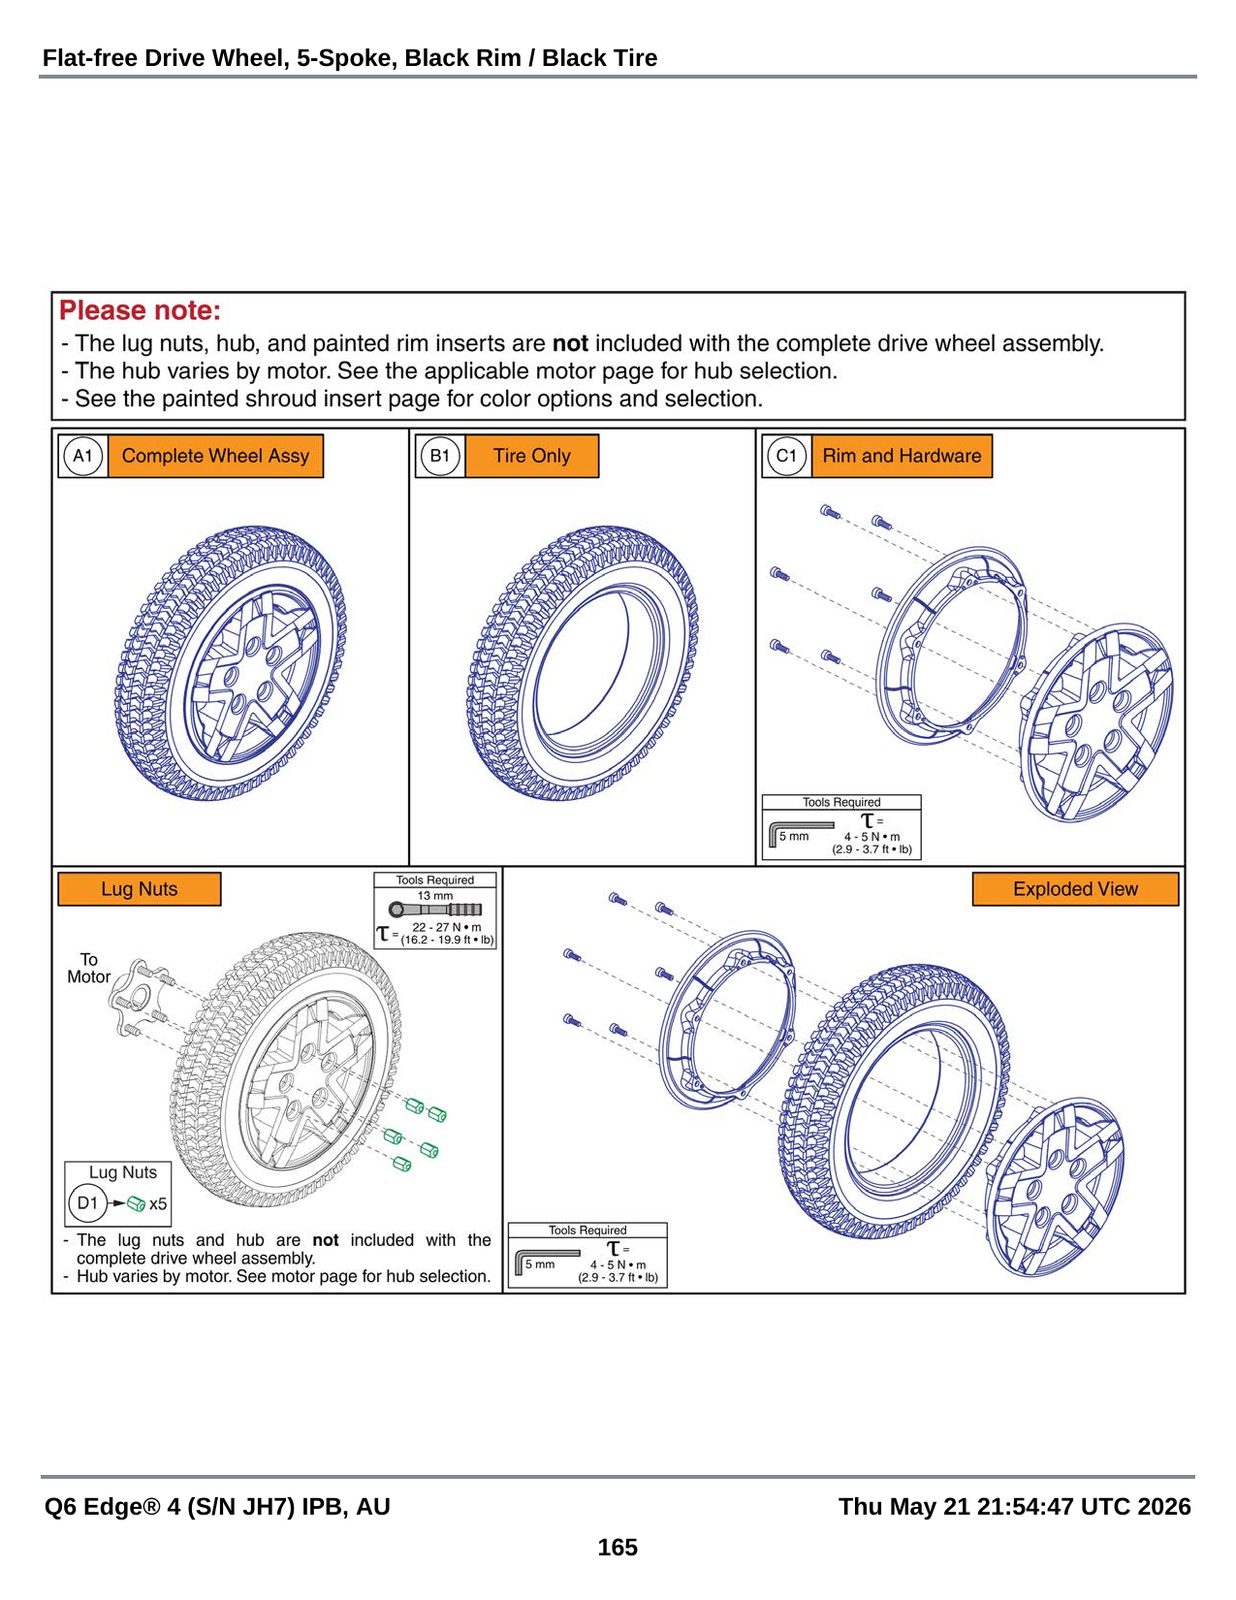 Flat-free Drive Wheel, 5-Spoke, Black Rim / Black Tire
Please note:
- The lug nuts, hub, and painted rim inserts are not included with the complete drive wheel assembly.
- The hub varies by motor. See the applicable motor page for hub selection.
- See the painted shroud insert page for color options and selection.
A1 Complete Wheel Assy
B1 Tire Only
C1 Rim and Hardware
Tools Required
5 mm
τ =
4 - 5 N • m
(2.9 - 3.7 ft • lb)
Lug Nuts
Tools Required
13 mm
τ = 22 - 27 N • m
(16.2 - 19.9 ft • lb)
To
Motor
Lug Nuts
D1 x5
- The lug nuts and hub are not included with the
complete drive wheel assembly.
- Hub varies by motor. See motor page for hub selection.
Exploded View
Tools Required
5 mm
τ =
4 - 5 N • m
(2.9 - 3.7 ft • lb)
Q6 Edge® 4 (S/N JH7) IPB, AU
Thu May 21 21:54:47 UTC 2026
165